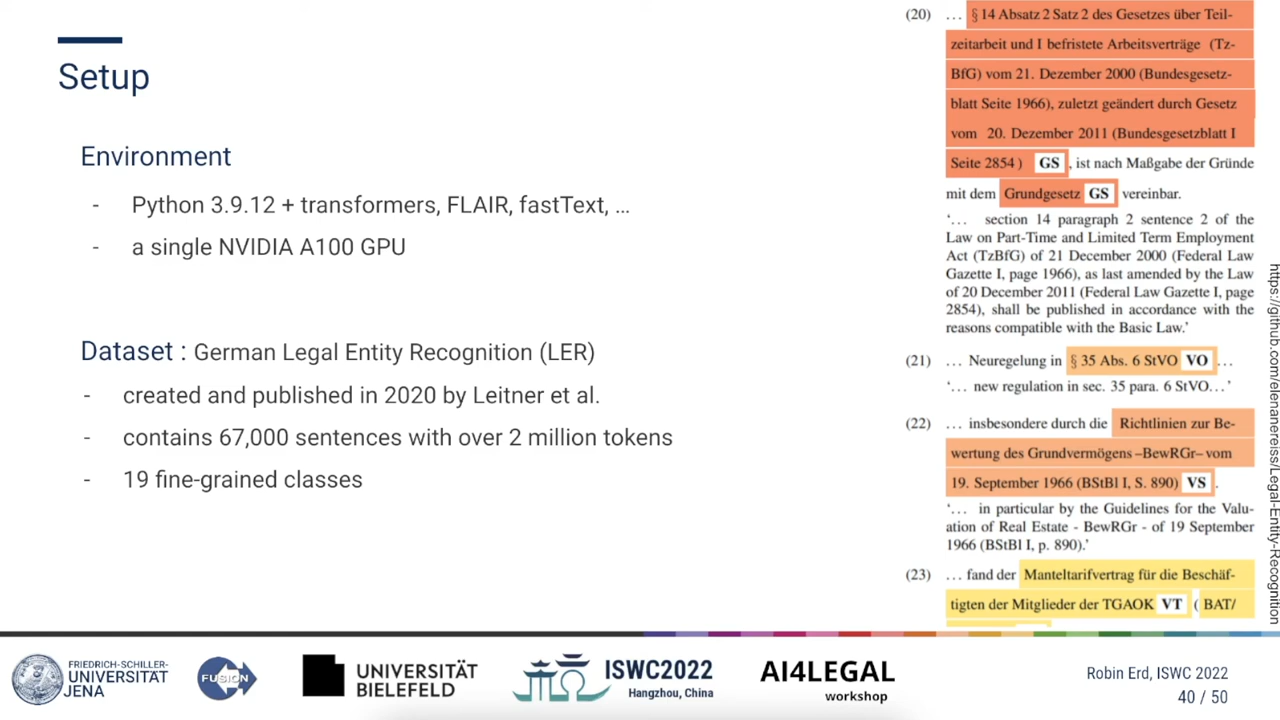 Setup
Environment
- Python 3.9.12 + transformers, FLAIR, fastText, ...
- a single NVIDIA A100 GPU
Dataset : German Legal Entity Recognition (LER)
- created and published in 2020 by Leitner et al.
- contains 67,000 sentences with over 2 million tokens
- 19 fine-grained classes
(20) ... § 14 Absatz 2 Satz 2 des Gesetzes über Teil-
zeitarbeit und I befristete Arbeitsverträge (Tz-
BfG) vom 21. Dezember 2000 (Bundesgesetz-
blatt Seite 1966), zuletzt geändert durch Gesetz
vom 20. Dezember 2011 (Bundesgesetzblatt I
Seite 2854) GS , ist nach Maßgabe der Gründe
mit dem Grundgesetz GS vereinbar.
‘... section 14 paragraph 2 sentence 2 of the
Law on Part-Time and Limited Term Employment
Act (TzBfG) of 21 December 2000 (Federal Law
Gazette I, page 1966), as last amended by the Law
of 20 December 2011 (Federal Law Gazette I, page
2854), shall be published in accordance with the
reasons compatible with the Basic Law.’
(21) ... Neuregelung in § 35 Abs. 6 StVO VO ...
‘... new regulation in sec. 35 para. 6 StVO...’
(22) ... insbesondere durch die Richtlinien zur Be-
wertung des Grundvermögens –BewRGr– vom
19. September 1966 (BStBl I, S. 890) VS .
‘... in particular by the Guidelines for the Valu-
ation of Real Estate - BewRGr - of 19 September
1966 (BStBl I, p. 890).’
(23) ... fand der Manteltarifvertrag für die Beschäf-
tigten der Mitglieder der TGAOK VT ( BAT/
https://github.com/elenanereiss/Legal-Entity-Recognition
FRIEDRICH-SCHILLER-
UNIVERSITÄT
JENA
FUSION
UNIVERSITÄT
BIELEFELD
ISWC2022
Hangzhou, China
AI4LEGAL
workshop
Robin Erd, ISWC 2022
40 / 50